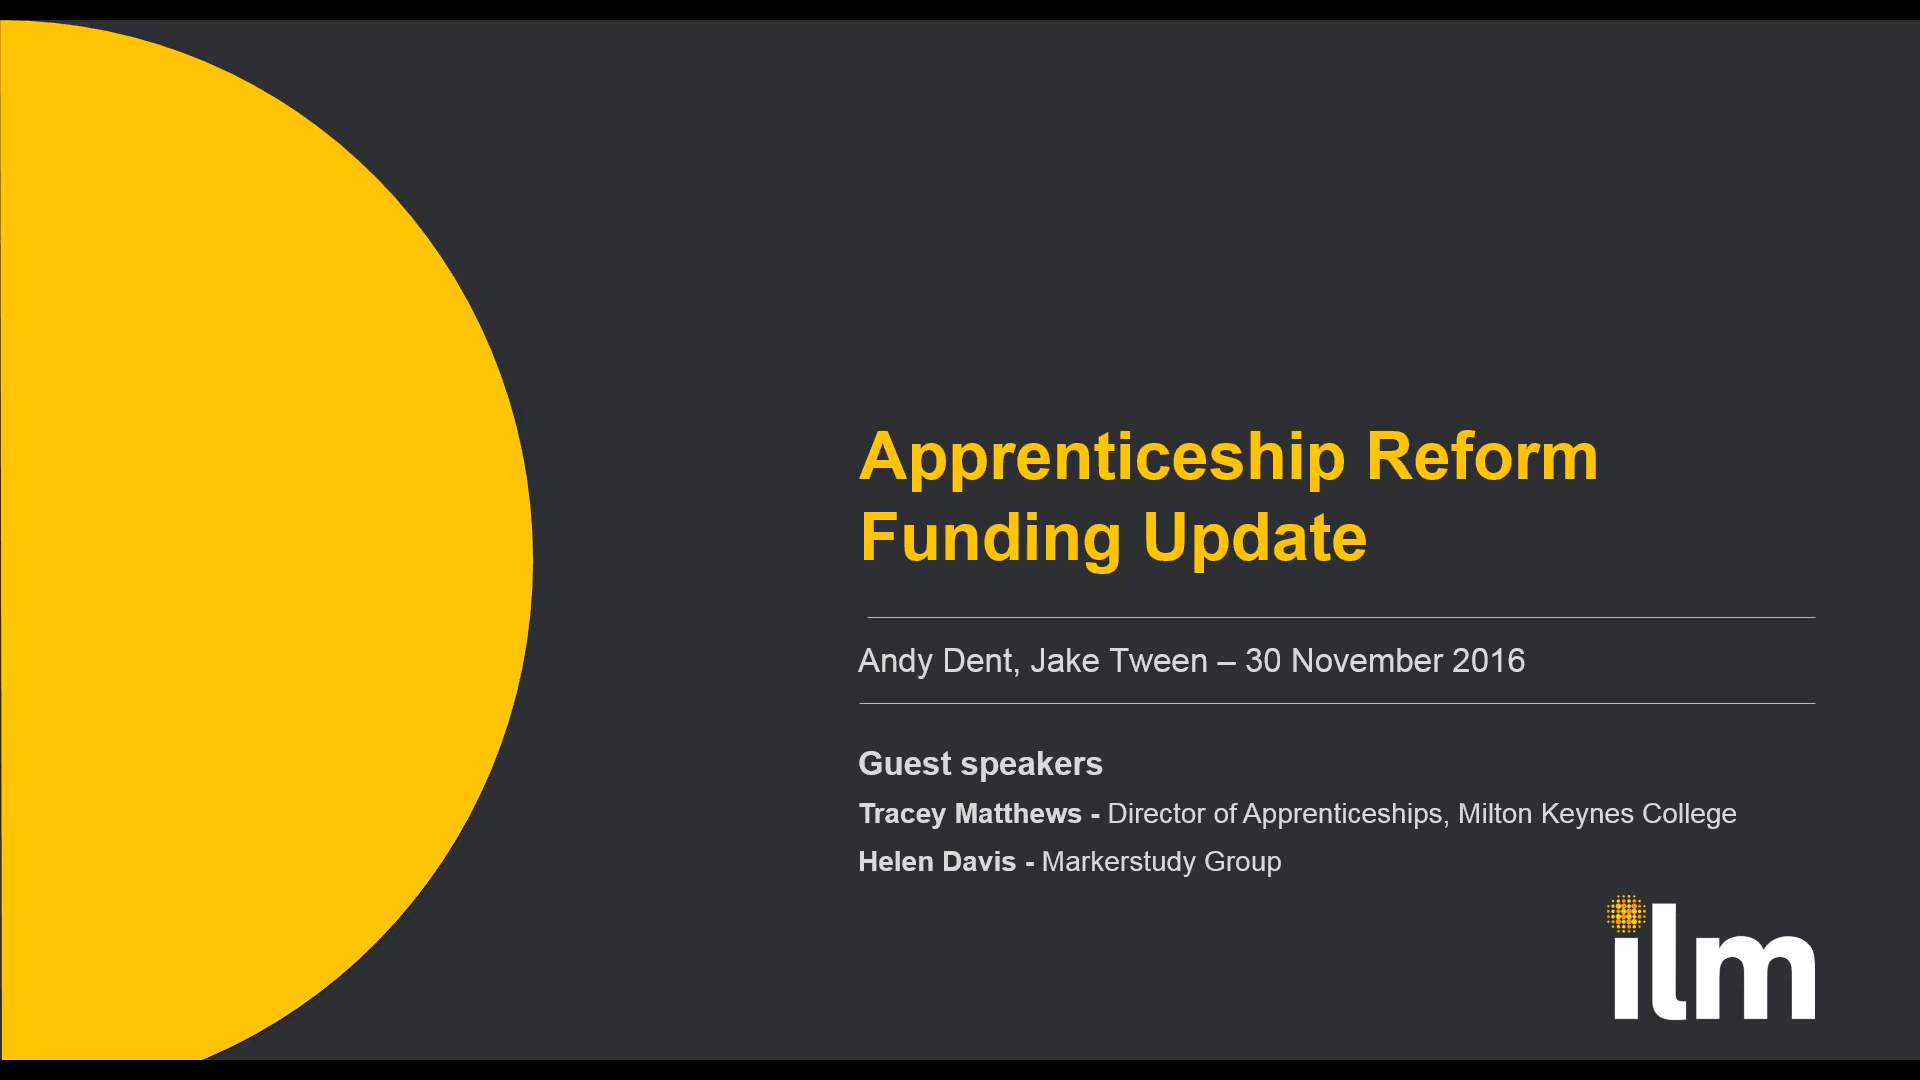 Apprenticeship Reform
Funding Update
Andy Dent, Jake Tween – 30 November 2016
Guest speakers
Tracey Matthews - Director of Apprenticeships, Milton Keynes College
Helen Davis - Markerstudy Group
ilm